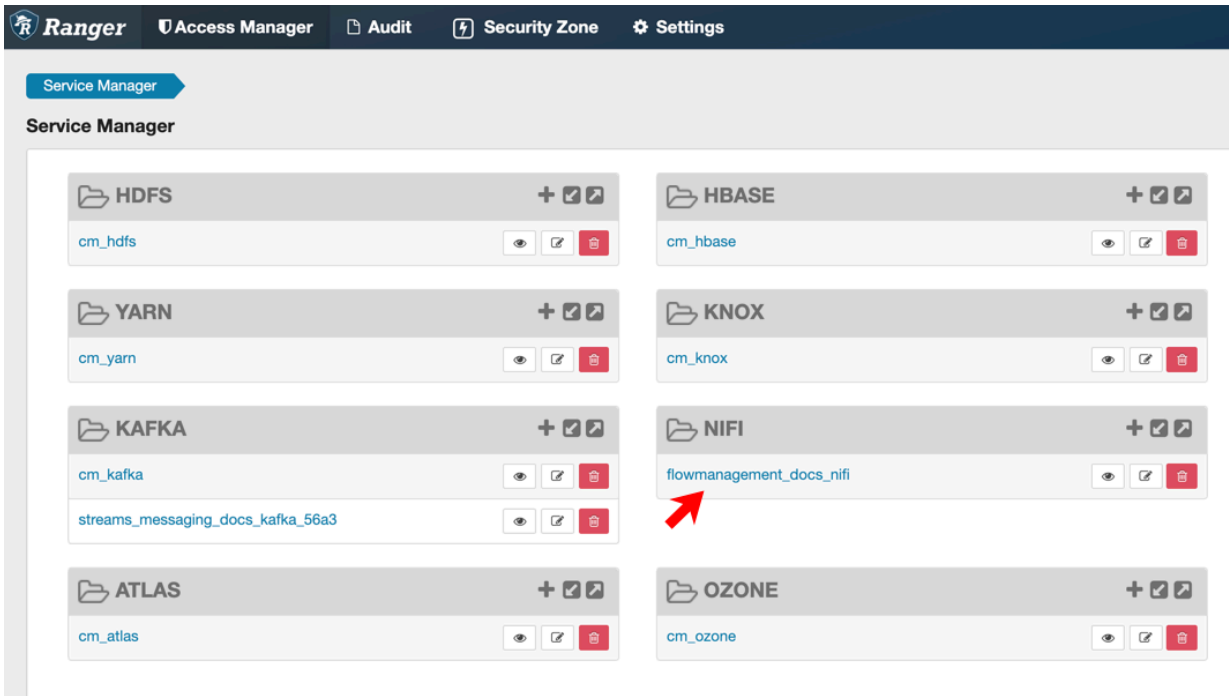 Ranger Access Manager Audit Security Zone Settings
Service Manager
Service Manager
HDFS
cm_hdfs
HBASE
cm_hbase
YARN
cm_yarn
KNOX
cm_knox
KAFKA
cm_kafka
streams_messaging_docs_kafka_56a3
NIFI
flowmanagement_docs_nifi
ATLAS
cm_atlas
OZONE
cm_ozone